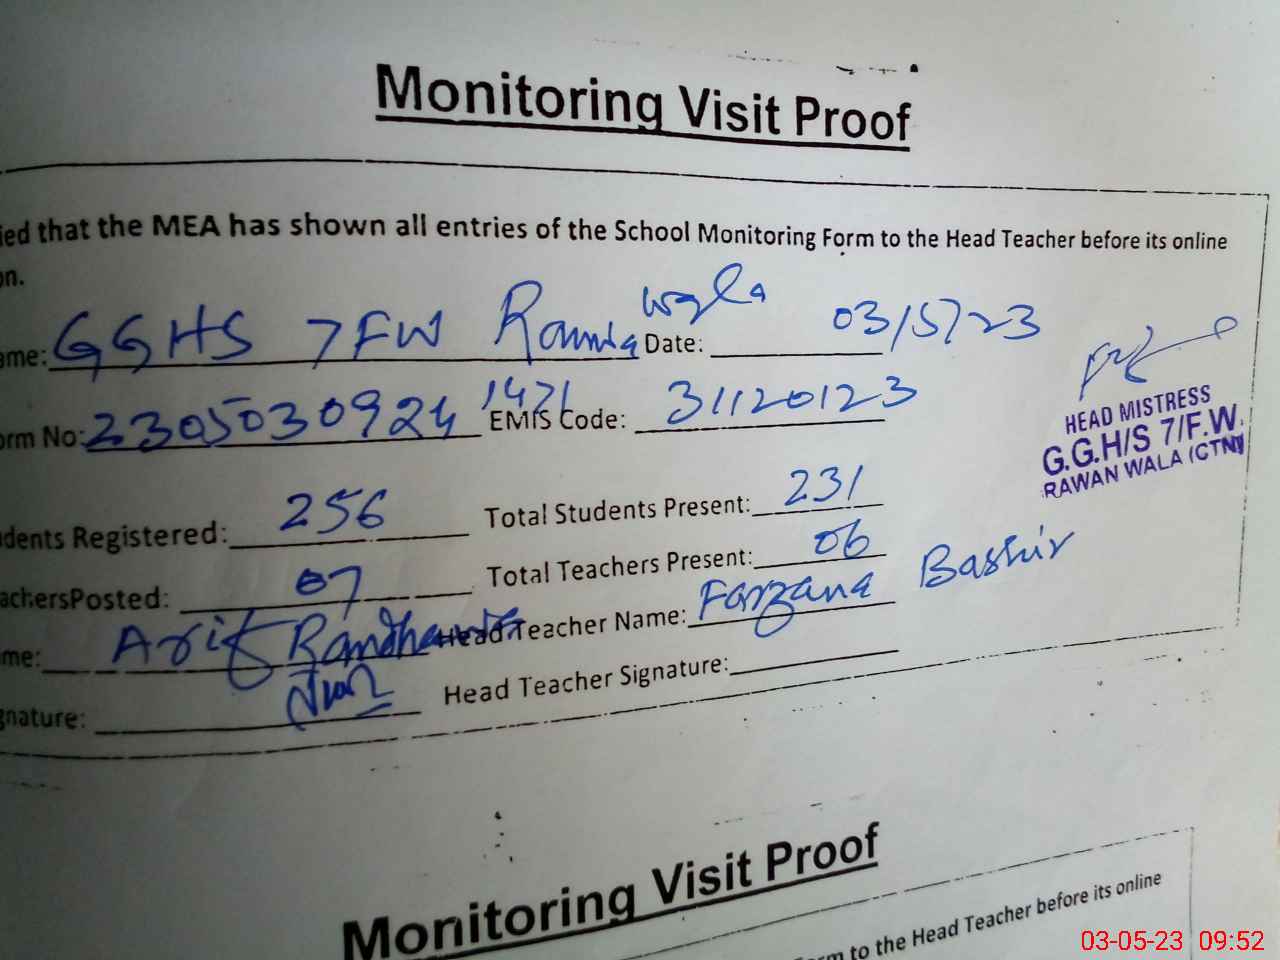 Monitoring Visit Proof
ied that the MEA has shown all entries of the School Monitoring Form to the Head Teacher before its online
on.
ame: GGHS 7FW wala Date: 03/5/23
orm No: 2305030924 1471 EMIS Code: 31120123
HEAD MISTRESS
G.G.H/S 7/F.W.
RAWAN WALA (CTN)
dents Registered: 256 Total Students Present: 231
achersPosted: 07 Total Teachers Present: 06
me: Arif Randhawa Head Teacher Name: Farzana Bashir
gnature: Head Teacher Signature:
Monitoring Visit Proof
rm to the Head Teacher before its online
03-05-23 09:52